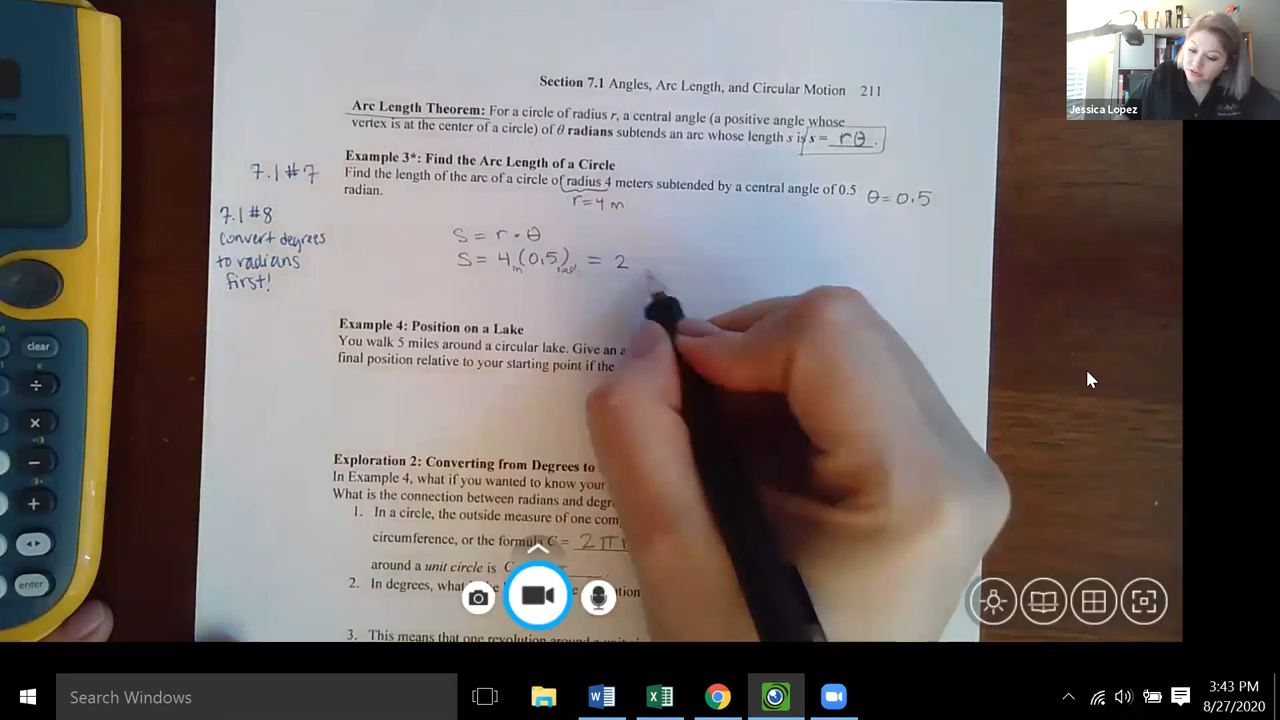 Section 7.1 Angles, Arc Length, and Circular Motion 211
Arc Length Theorem: For a circle of radius r, a central angle (a positive angle whose
vertex is at the center of a circle) of θ radians subtends an arc whose length s is s = rθ.
Example 3*: Find the Arc Length of a Circle
Find the length of the arc of a circle of radius 4 meters subtended by a central angle of 0.5
radian.
θ = 0.5
r = 4 m
7.1 #7
7.1 #8
convert degrees
to radians
first!
S = r · θ
S = 4 m (0.5) rad. = 2
Example 4: Position on a Lake
You walk 5 miles around a circular lake. Give an a
final position relative to your starting point if the
Exploration 2: Converting from Degrees to
In Example 4, what if you wanted to know your
What is the connection between radians and degr
1. In a circle, the outside measure of one com
circumference, or the formula C = 2π
around a unit circle is C
2. In degrees, what
3. This means that one revolution around a unit
Jessica Lopez
clear
÷
×
−
+
enter
Search Windows
3:43 PM
8/27/2020